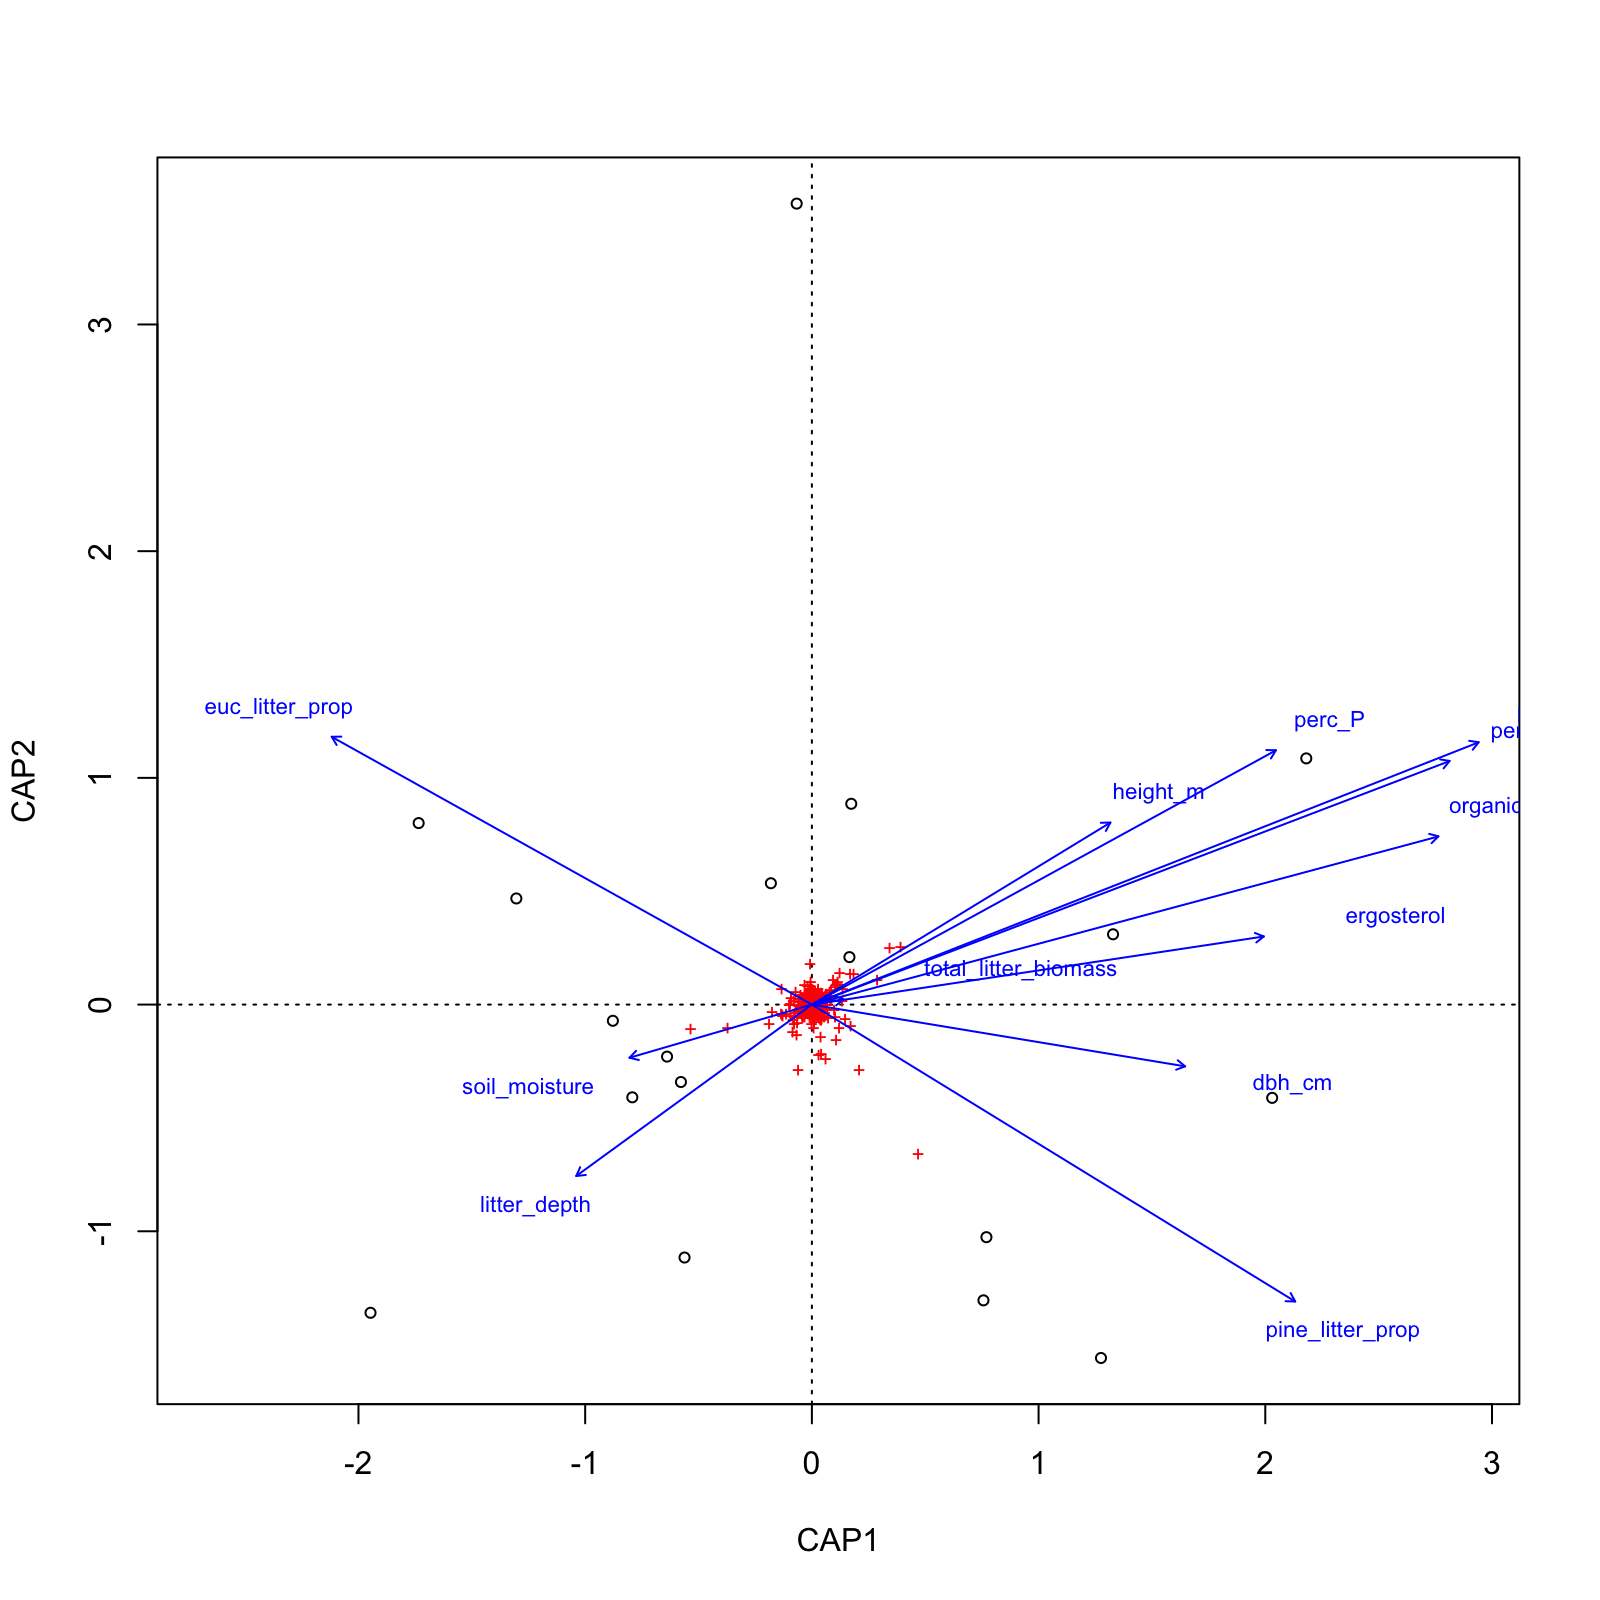 3
2
1
0
-1
CAP2
euc_litter_prop
perc_P
height_m
organic
ergosterol
total_litter_biomass
soil_moisture
dbh_cm
litter_depth
pine_litter_prop
-2
-1
0
1
2
3
CAP1